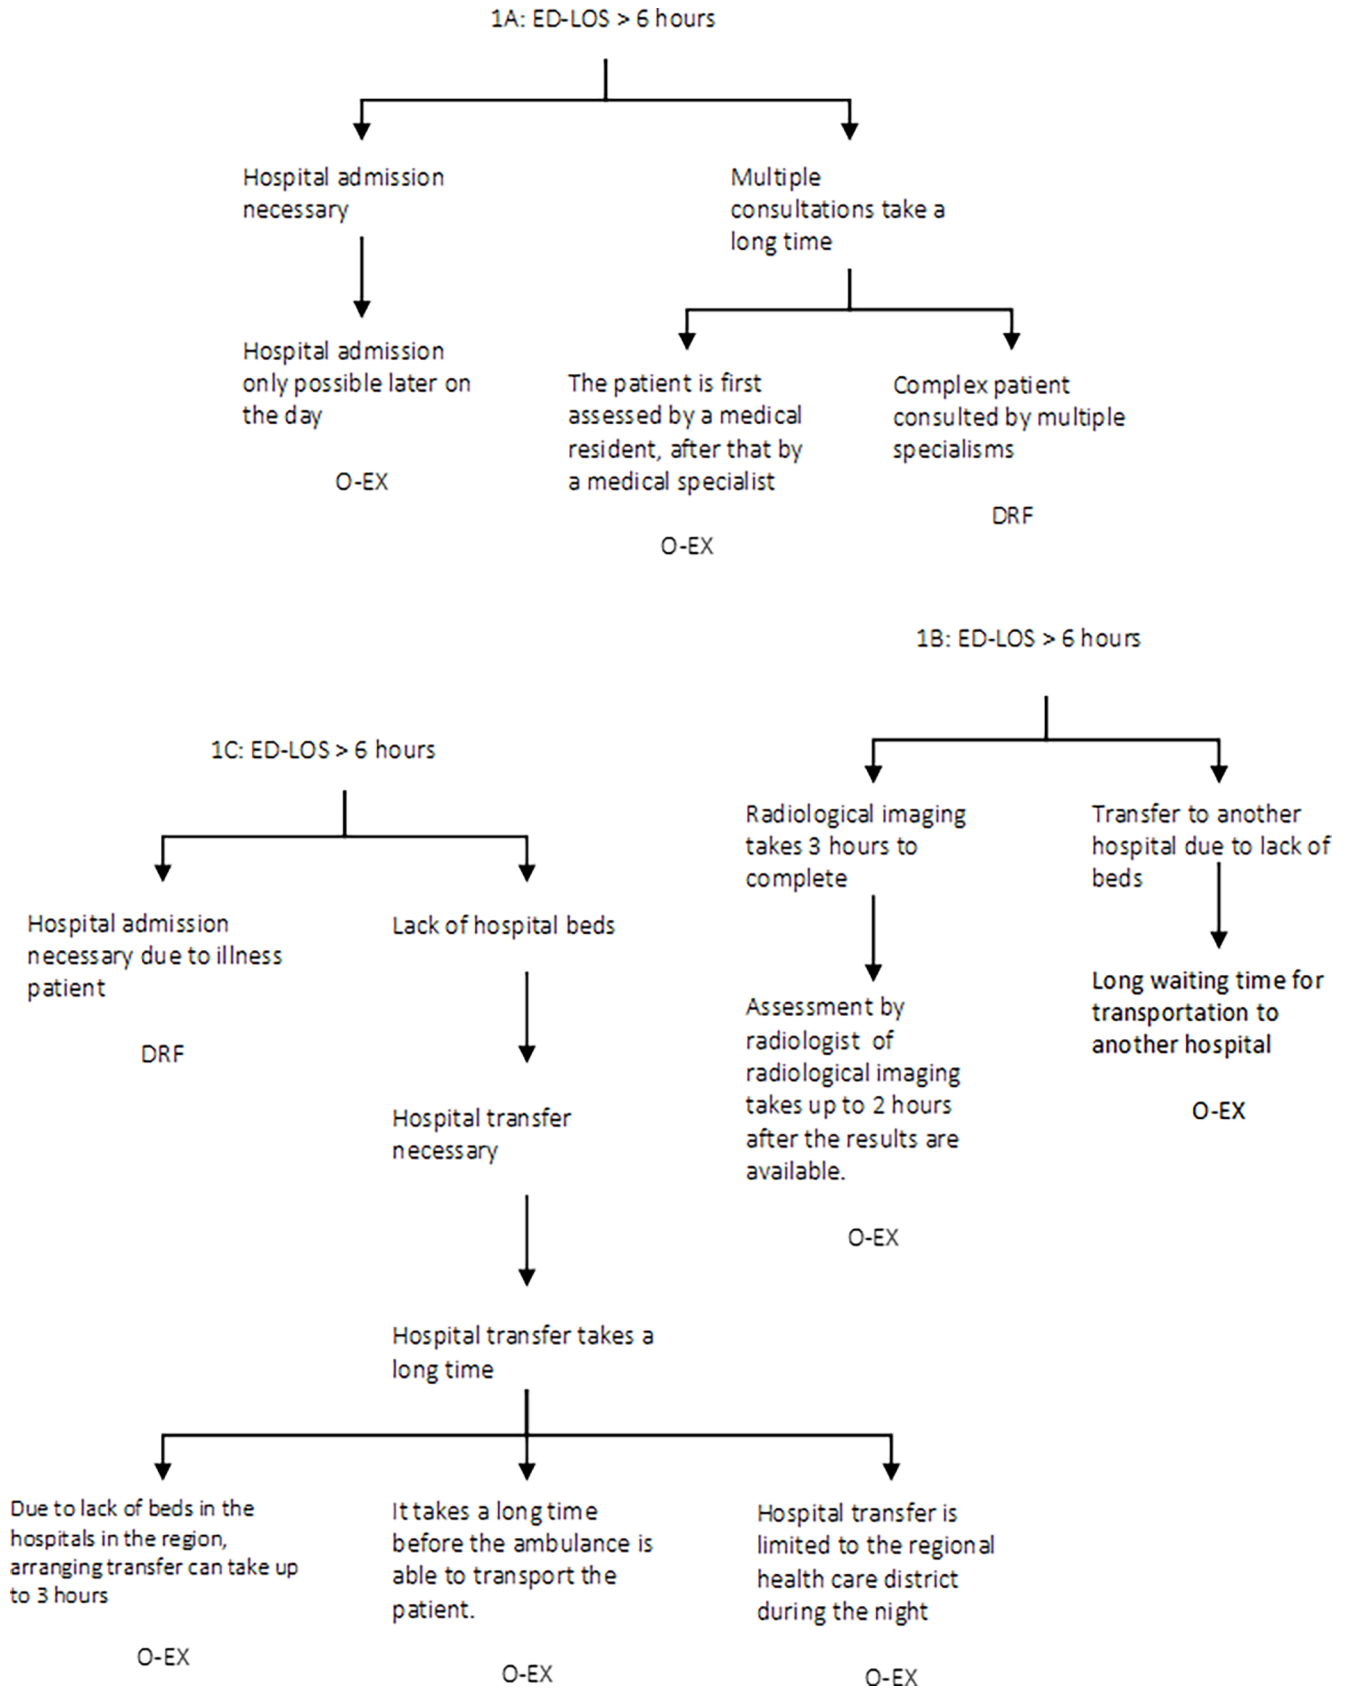 1A: ED-LOS > 6 hours
Hospital admission
necessary
Multiple
consultations take a
long time
Hospital admission
only possible later on
the day
O-EX
The patient is first
assessed by a medical
resident, after that by
a medical specialist
O-EX
Complex patient
consulted by multiple
specialisms
DRF
1B: ED-LOS > 6 hours
Radiological imaging
takes 3 hours to
complete
Transfer to another
hospital due to lack of
beds
Assessment by
radiologist of
radiological imaging
takes up to 2 hours
after the results are
available.
O-EX
Long waiting time for
transportation to
another hospital
O-EX
1C: ED-LOS > 6 hours
Hospital admission
necessary due to illness
patient
DRF
Lack of hospital beds
Hospital transfer
necessary
Hospital transfer takes a
long time
Due to lack of beds in the
hospitals in the region,
arranging transfer can take up
to 3 hours
O-EX
It takes a long time
before the ambulance is
able to transport the
patient.
O-EX
Hospital transfer is
limited to the regional
health care district
during the night
O-EX